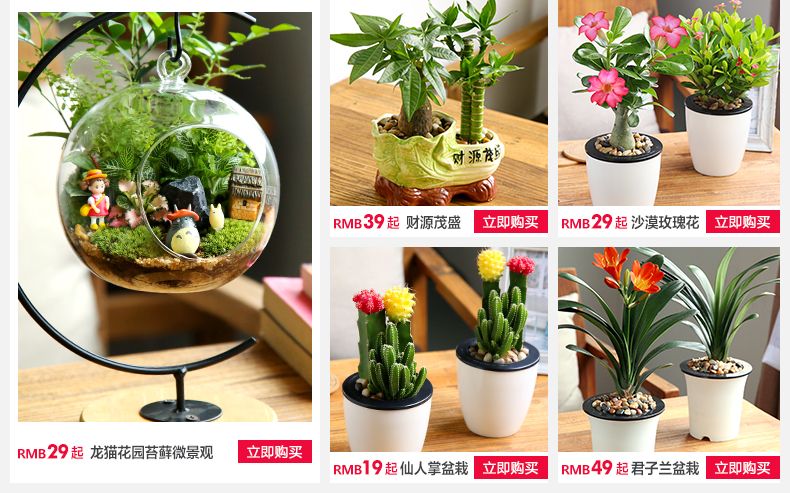 财源茂盛
RMB39起 财源茂盛 立即购买
RMB29起 沙漠玫瑰花 立即购买
RMB29起 龙猫花园苔藓微景观 立即购买
RMB19起 仙人掌盆栽 立即购买
RMB49起 君子兰盆栽 立即购买